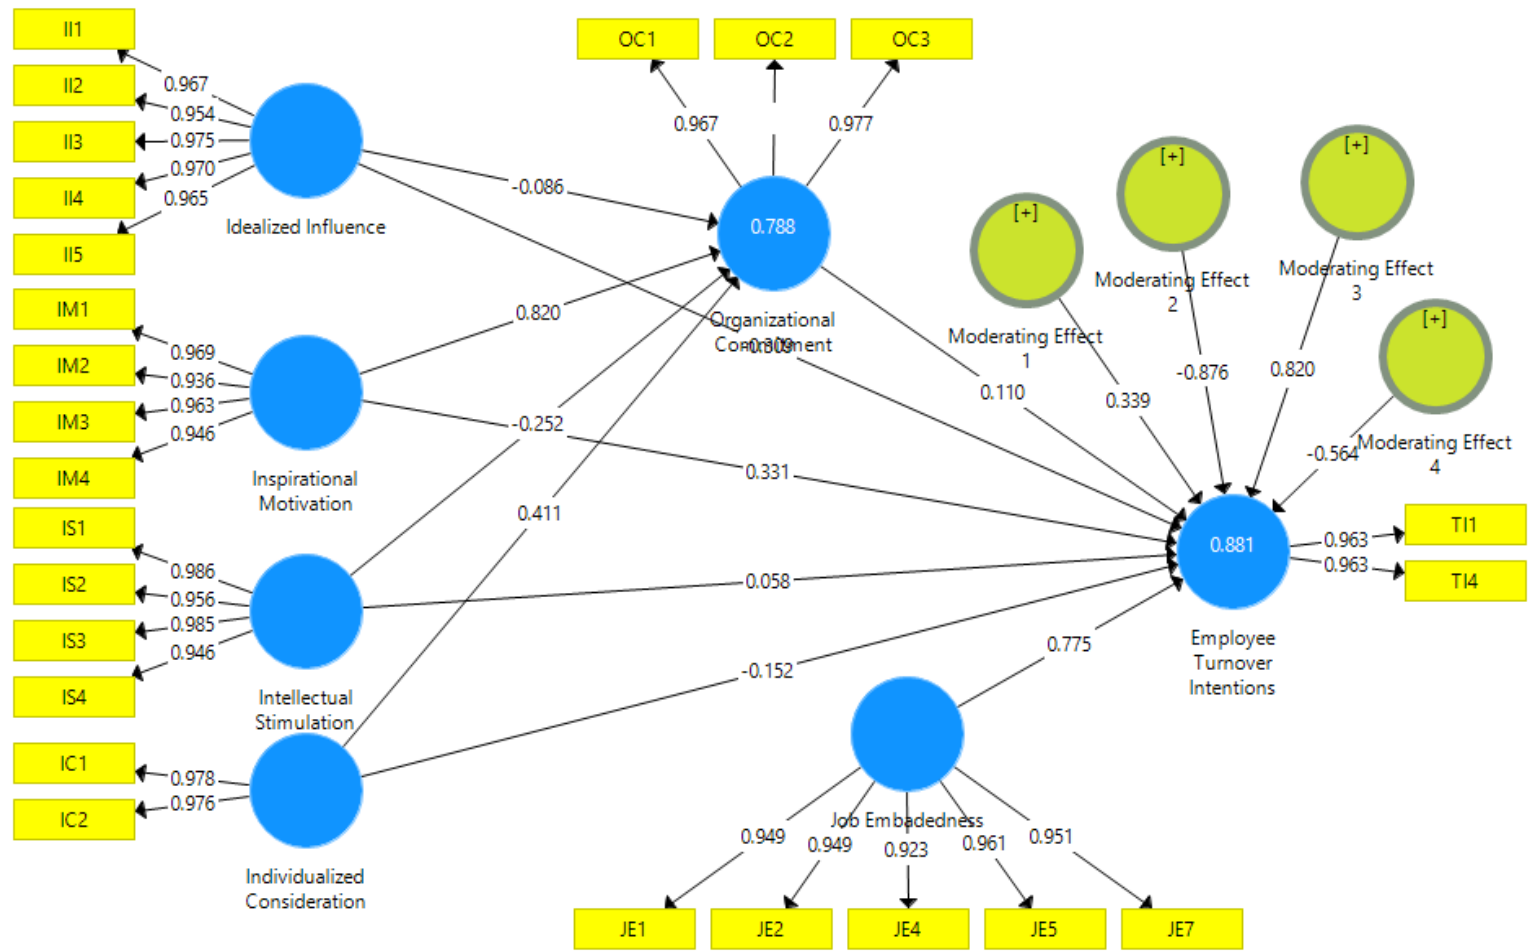 II1
II2
II3
II4
II5
0.967
0.954
0.975
0.970
0.965
Idealized Influence
IM1
IM2
IM3
IM4
0.969
0.936
0.963
0.946
Inspirational
Motivation
IS1
IS2
IS3
IS4
0.986
0.956
0.985
0.946
Intellectual
Stimulation
IC1
IC2
0.978
0.976
Individualized
Consideration
OC1
OC2
OC3
0.967
0.977
0.788
Organizational
Commitment
-0.086
0.820
-0.252
0.411
-0.309
0.331
0.058
-0.152
0.110
0.775
[+]
Moderating Effect
1
0.339
[+]
Moderating Effect
2
-0.876
[+]
Moderating Effect
3
0.820
[+]
Moderating Effect
4
-0.564
0.881
Employee
Turnover
Intentions
0.963
0.963
TI1
TI4
Job Embadedness
0.949
0.949
0.923
0.961
0.951
JE1
JE2
JE4
JE5
JE7